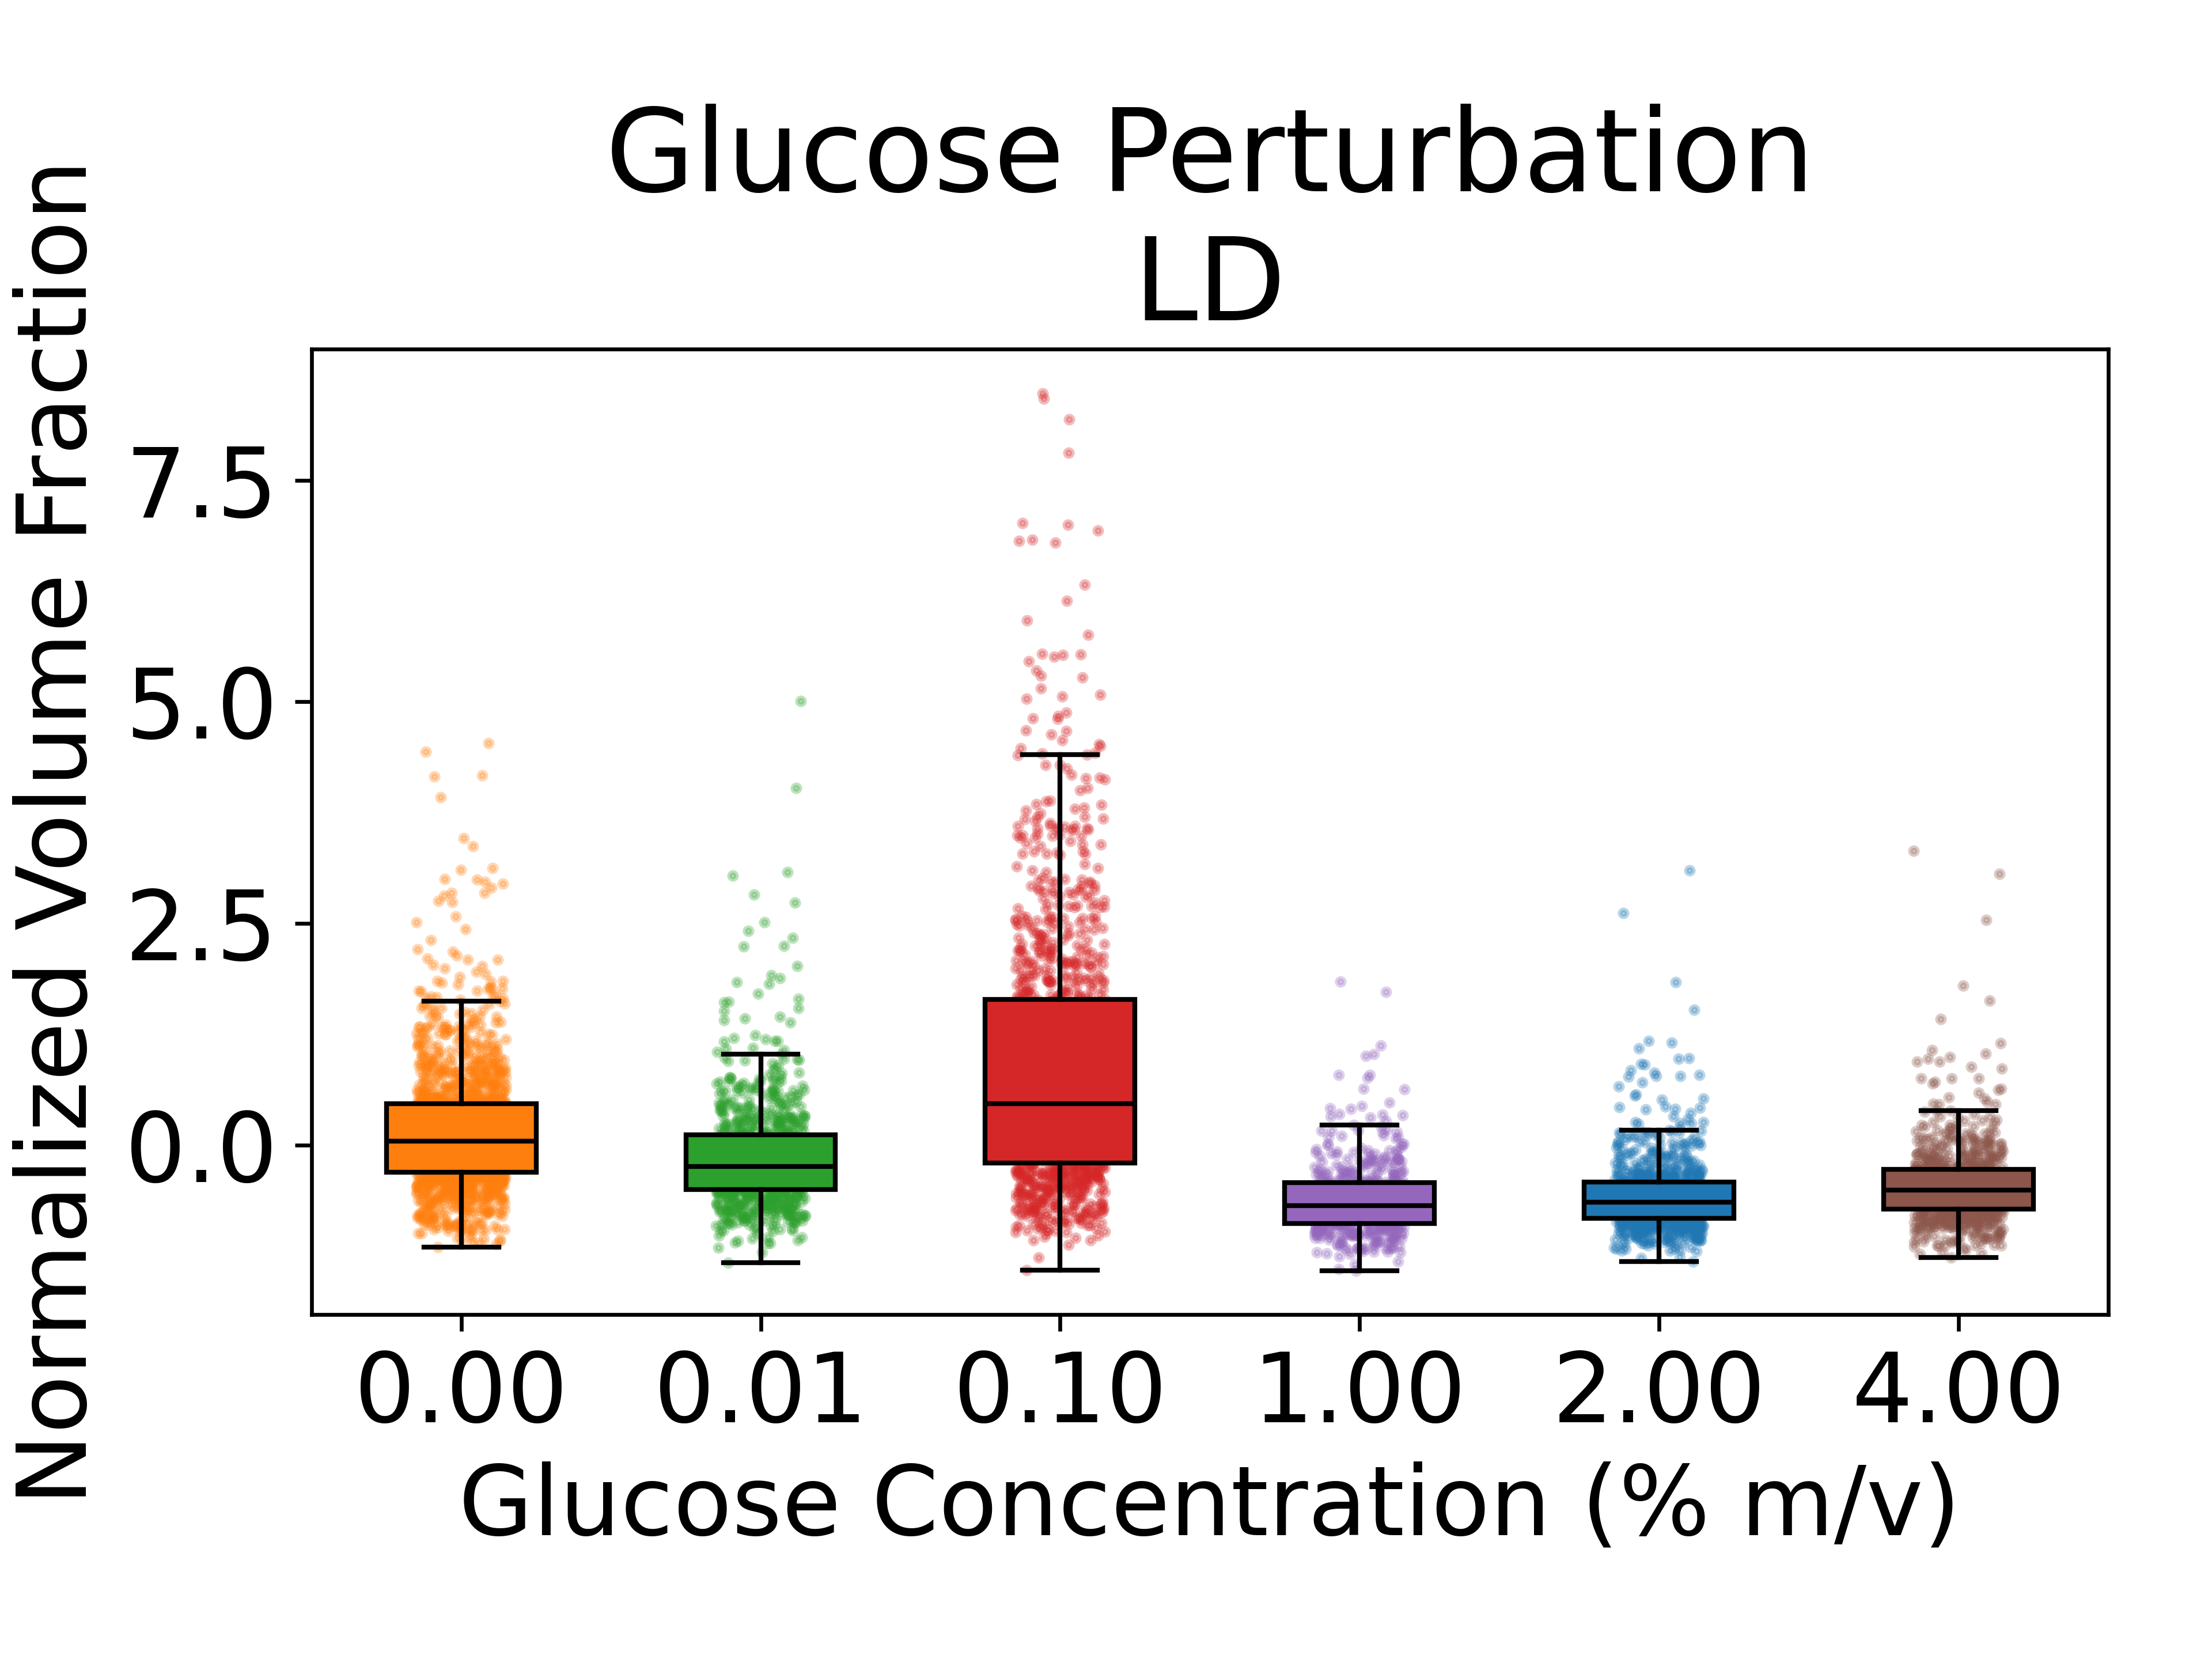 Glucose Perturbation
LD
Normalized Volume Fraction
7.5
5.0
2.5
0.0
0.00 0.01 0.10 1.00 2.00 4.00
Glucose Concentration (% m/v)